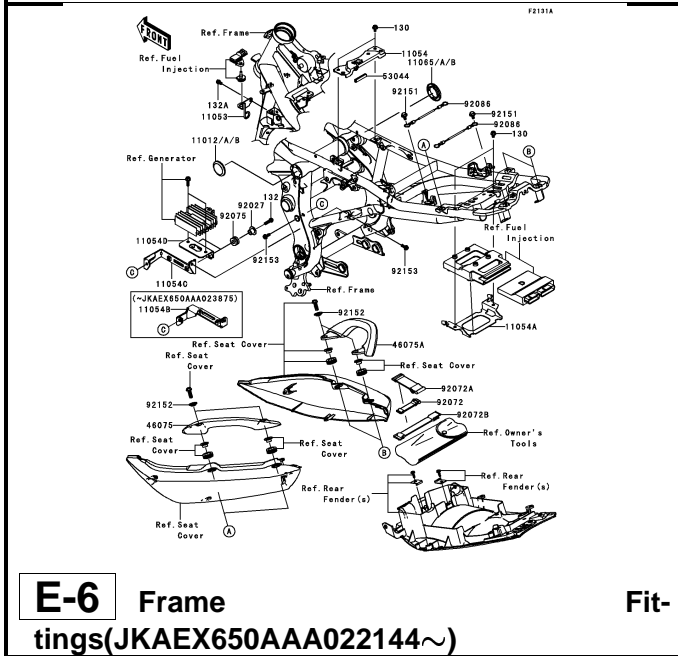 F2131A
FRONT
Ref.Frame
130
11054
11065/A/B
53044
Ref.Fuel
Injection
92151
92086
132A
11053
92151
92086
130
11012/A/B
A
B
Ref.Generator
132
92027
92075
C
11054D
92153
92153
Ref.Fuel
Injection
C
11054C
Ref.Frame
(~JKAEX650AAA023875)
11054B
C
92152
11054A
Ref.Seat Cover
46075A
Ref.Seat
Cover
Ref.Seat Cover
92072A
92072
92152
92072B
46075
Ref.Owner's
Tools
Ref.Seat
Cover
Ref.Seat
Cover
B
Ref.Rear
Fender(s)
Ref.Rear
Fender(s)
Ref.Seat
Cover
A
E-6 Frame Fit-
tings(JKAEX650AAA022144~)